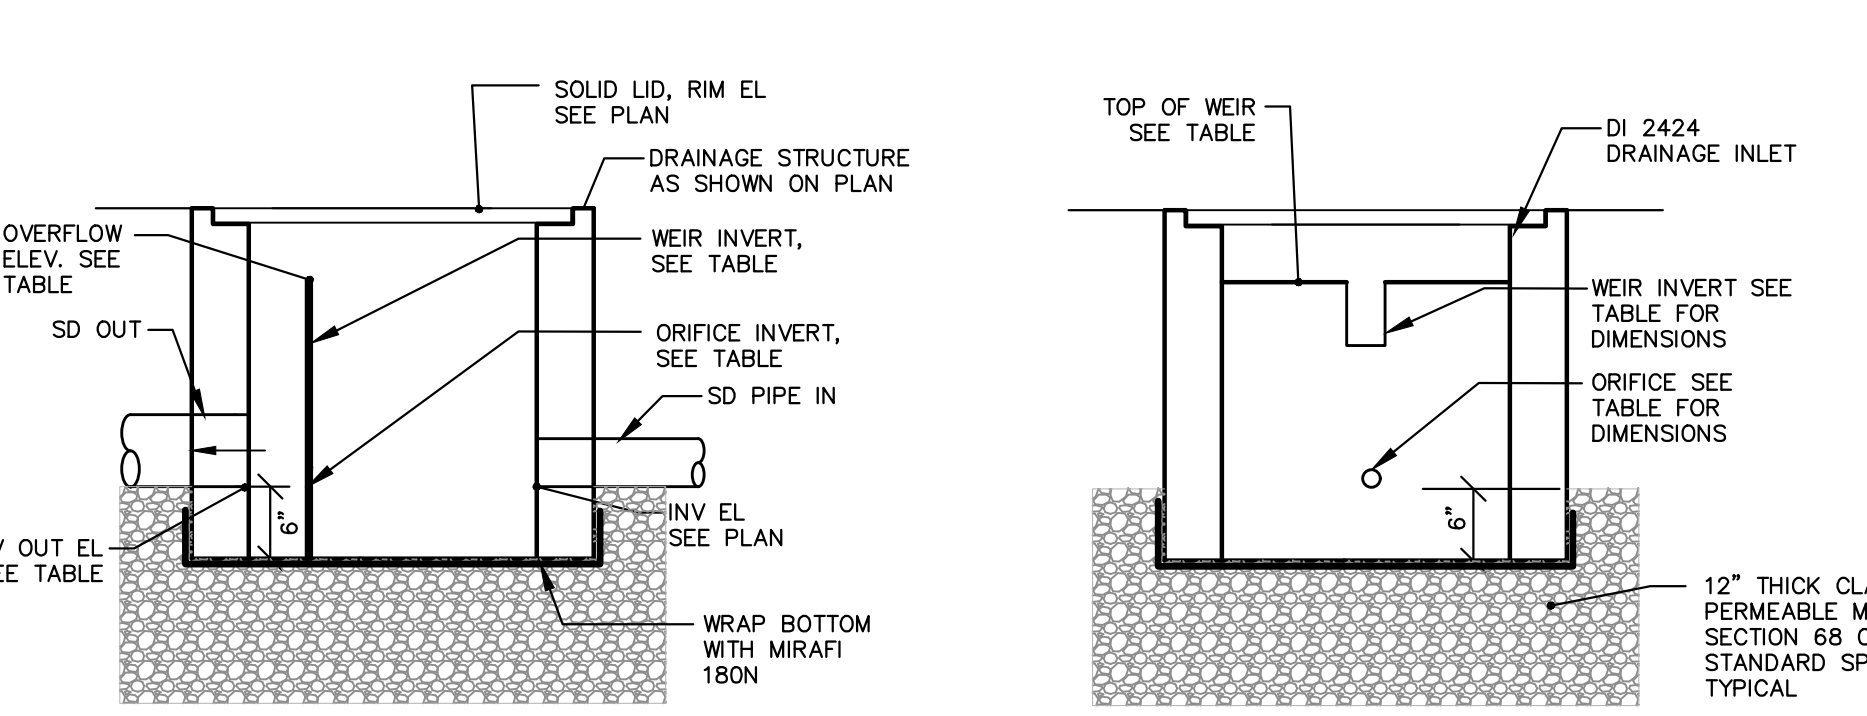 SOLID LID, RIM EL
SEE PLAN
DRAINAGE STRUCTURE
AS SHOWN ON PLAN
OVERFLOW
ELEV. SEE
TABLE
WEIR INVERT,
SEE TABLE
SD OUT
ORIFICE INVERT,
SEE TABLE
SD PIPE IN
6"
INV EL
SEE PLAN
OUT EL
TABLE
WRAP BOTTOM
WITH MIRAFI
180N
TOP OF WEIR
SEE TABLE
DI 2424
DRAINAGE INLET
WEIR INVERT SEE
TABLE FOR
DIMENSIONS
ORIFICE SEE
TABLE FOR
DIMENSIONS
6"
12" THICK
PERMEABLE
SECTION 68
STANDARD
TYPICAL